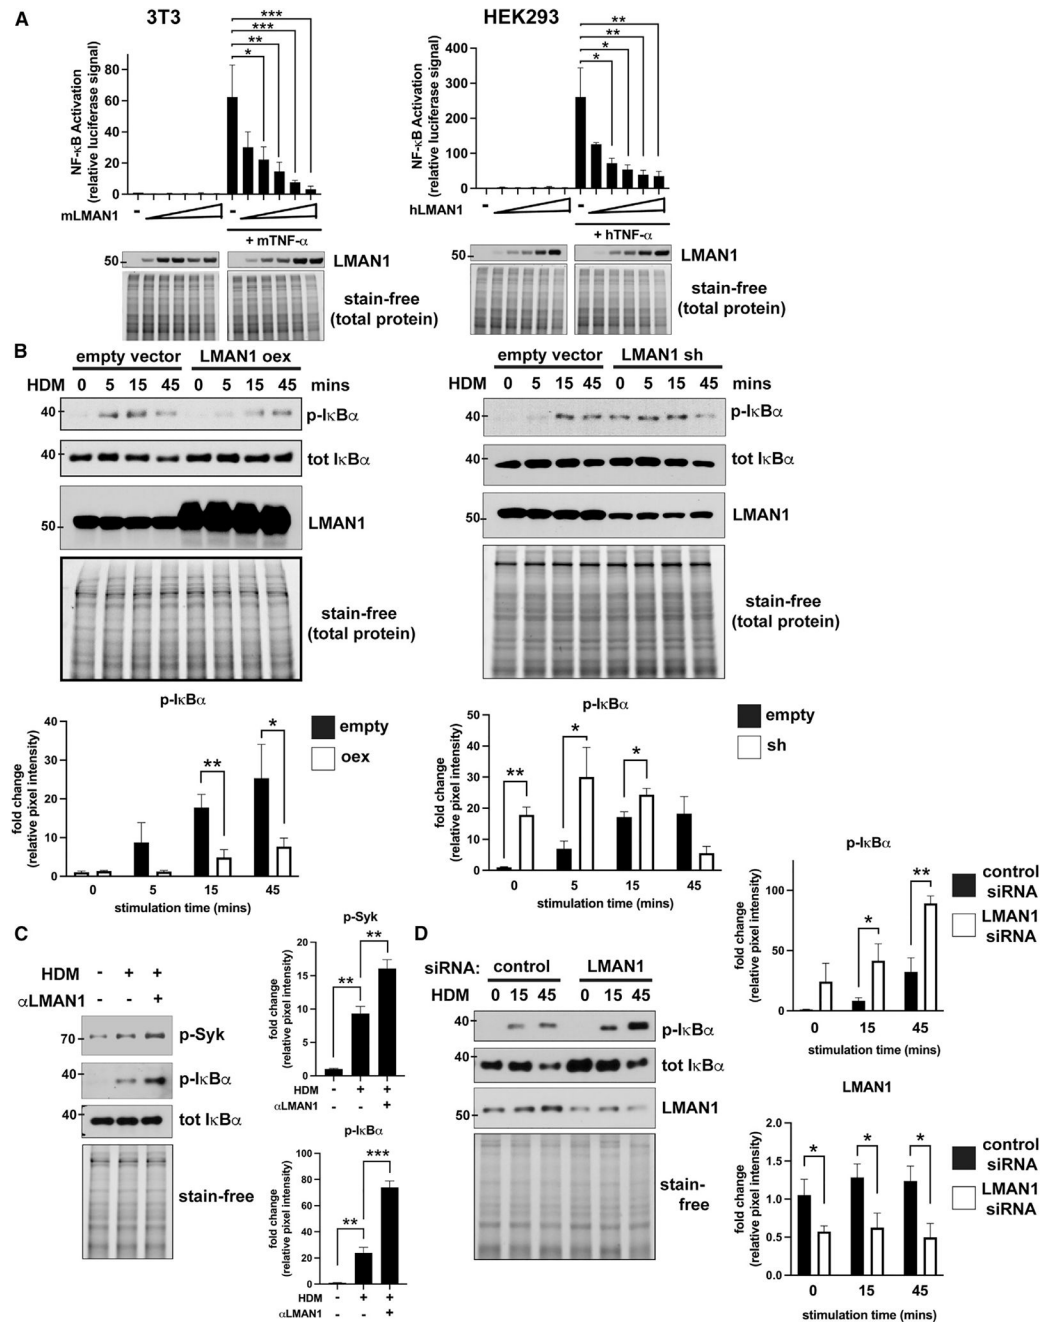 A
3T3
NF-κB Activation
(relative luciferase signal)
80
60
40
20
0
***
***
**
*
-
mLMAN1
-
+ mTNF-α
50
LMAN1
stain-free
(total protein)
HEK293
NF-κB Activation
(relative luciferase signal)
400
300
200
100
0
**
**
*
*
-
hLMAN1
-
+ hTNF-α
50
LMAN1
stain-free
(total protein)
B
empty vector LMAN1 oex
HDM 0 5 15 45 0 5 15 45 mins
40 p-IκBα
40 tot IκBα
50 LMAN1
stain-free
(total protein)
p-IκBα
fold change
(relative pixel intensity)
40
30
20
10
0
**
*
empty
oex
0 5 15 45
stimulation time (mins)
empty vector LMAN1 sh
HDM 0 5 15 45 0 5 15 45 mins
40 p-IκBα
40 tot IκBα
50 LMAN1
stain-free
(total protein)
p-IκBα
fold change
(relative pixel intensity)
50
40
30
20
10
0
**
*
*
empty
sh
0 5 15 45
stimulation time (mins)
C
HDM - + +
αLMAN1 - - +
70 p-Syk
40 p-IκBα
40 tot IκBα
stain-free
p-Syk
fold change
(relative pixel intensity)
20
15
10
5
0
**
**
HDM - + +
αLMAN1 - - +
p-IκBα
fold change
(relative pixel intensity)
100
80
60
40
20
0
**
***
HDM - + +
αLMAN1 - - +
D
siRNA: control LMAN1
HDM 0 15 45 0 15 45
40 p-IκBα
40 tot IκBα
50 LMAN1
stain-
free
p-IκBα
fold change
(relative pixel intensity)
100
50
0
*
**
control
siRNA
LMAN1
siRNA
0 15 45
stimulation time (mins)
LMAN1
fold change
(relative pixel intensity)
2.0
1.5
1.0
0.5
0.0
*
*
*
control
siRNA
LMAN1
siRNA
0 15 45
stimulation time (mins)